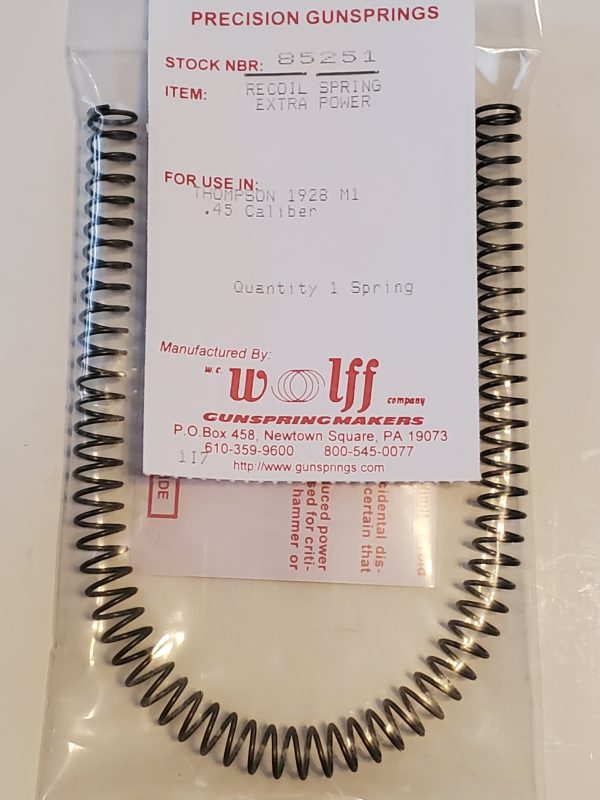 PRECISION GUNSPRINGS
STOCK NBR: 85251
ITEM: RECOIL SPRING
EXTRA POWER
FOR USE IN:
THOMPSON 1928 M1
.45 Caliber
Quantity 1 Spring
Manufactured By:
w.c. wolff company
GUNSPRINGMAKERS
P.O.Box 458, Newtown Square, PA 19073
610-359-9600 800-545-0077
117
http://www.gunsprings.com
cidental dis-
certain that
duced power
sed for criti-
hammer or
IDE